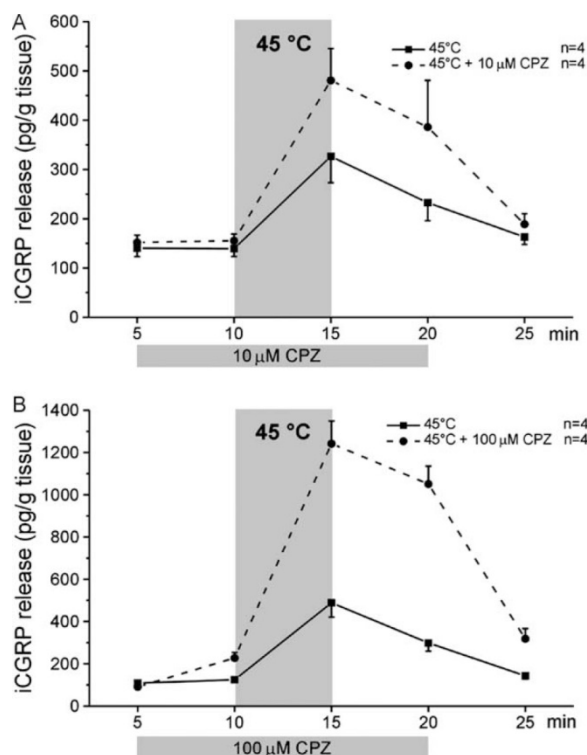 A
600
500
400
300
200
100
0
iCGRP release (pg/g tissue)
45 °C
45°C n=4
45°C + 10 µM CPZ n=4
5 10 15 20 25 min
10 µM CPZ
B
1400
1200
1000
800
600
400
200
0
iCGRP release (pg/g tissue)
45 °C
45°C n=4
45°C + 100 µM CPZ n=4
5 10 15 20 25 min
100 µM CPZ